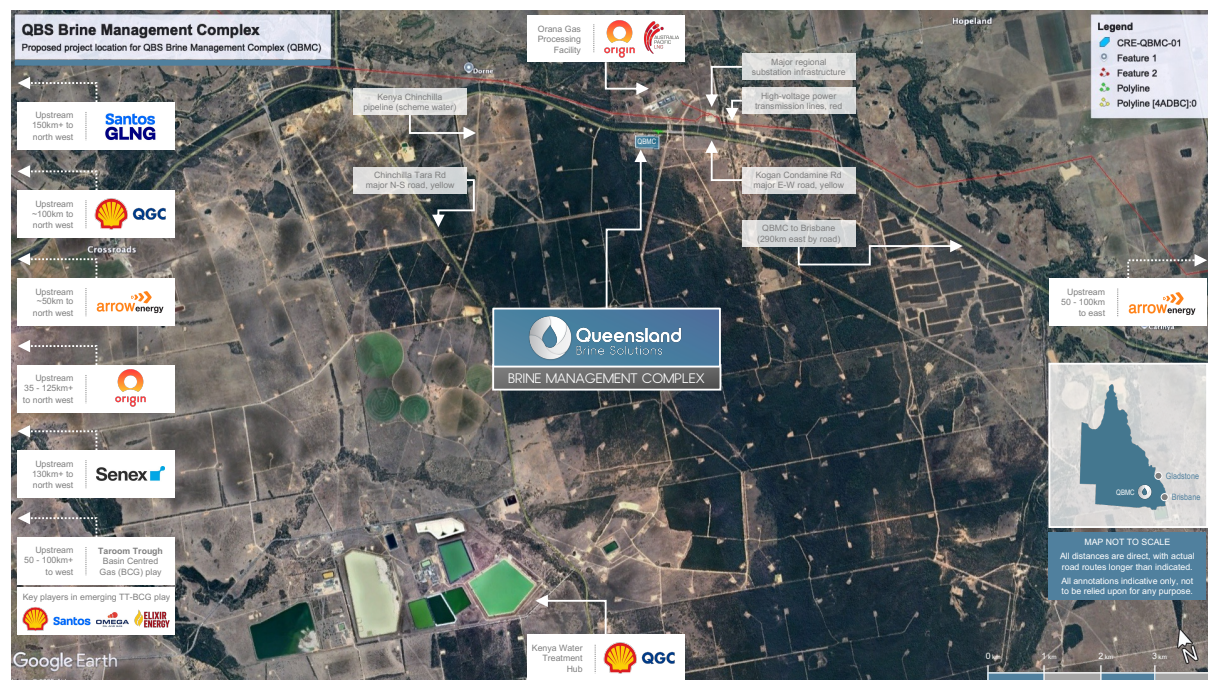 QBS Brine Management Complex
Proposed project location for QBS Brine Management Complex (QBMC)
Orana Gas
Processing
Facility
origin
AUSTRALIA
PACIFIC
LNG
Hopeland
Legend
CRE-QBMC-01
Feature 1
Feature 2
Polyline
Polyline [4ADBC]:0
Dorne
Major regional
substation infrastructure
Kenya Chinchilla
pipeline (scheme water)
High-voltage power
transmission lines, red
QBMC
Chinchilla Tara Rd
major N-S road, yellow
Kogan Condamine Rd
major E-W road, yellow
QBMC to Brisbane
(290km east by road)
Upstream
150km+ to
north west
Santos
GLNG
Upstream
~100km to
north west
QGC
Crossroads
Upstream
~50km to
north west
arrowenergy
Upstream
50 - 100km
to east
arrowenergy
Carinya
Queensland
Brine Solutions
BRINE MANAGEMENT COMPLEX
Upstream
35 - 125km+
to north west
origin
Upstream
130km+ to
north west
Senex
Gladstone
QBMC
Brisbane
Upstream
50 - 100km+
to west
Taroom Trough
Basin Centred
Gas (BCG) play
Key players in emerging TT-BCG play
Santos
OMEGA
ELIXIR
ENERGY
MAP NOT TO SCALE
All distances are direct, with actual
road routes longer than indicated.
All annotations indicative only, not
to be relied upon for any purpose.
Kenya Water
Treatment
Hub
QGC
Google Earth
N
0 km
1 km
2 km
3 km